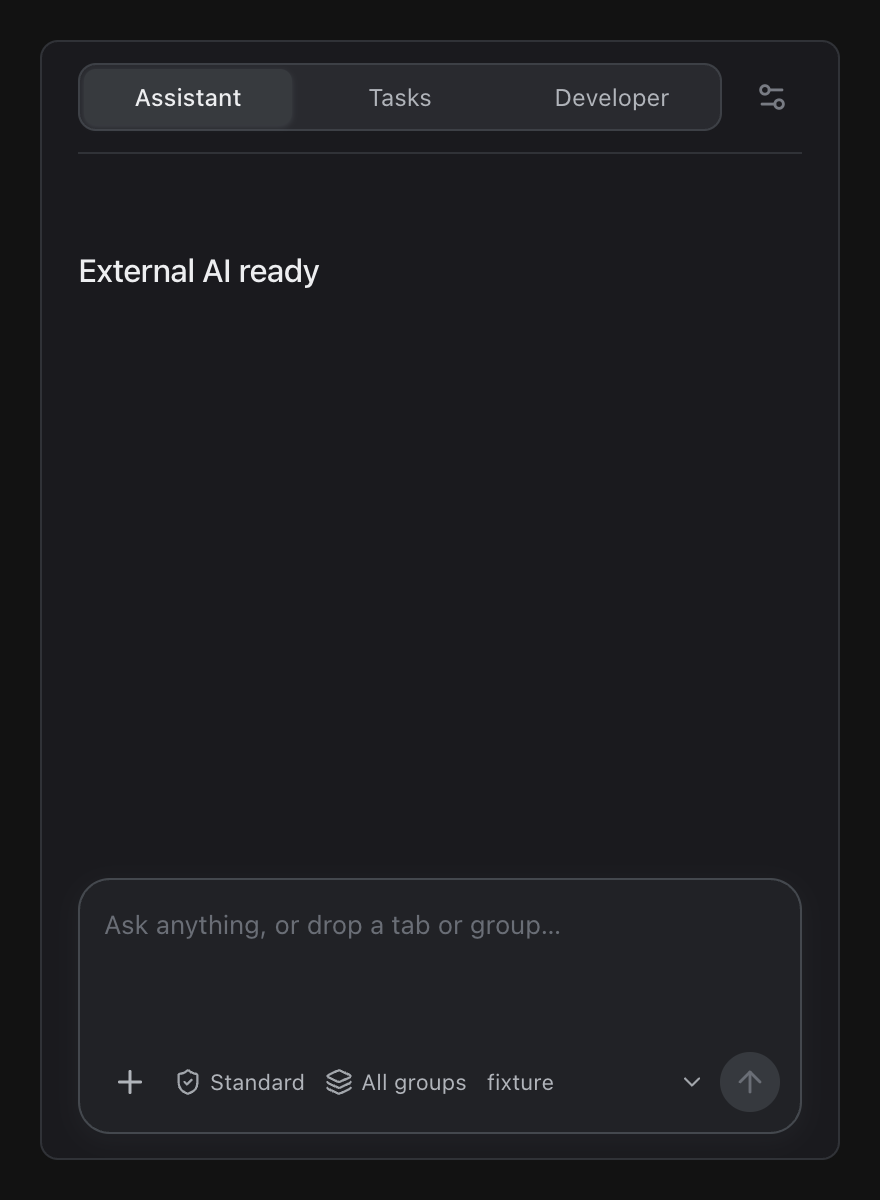 Assistant Tasks Developer
External AI ready
Ask anything, or drop a tab or group...
Standard All groups fixture